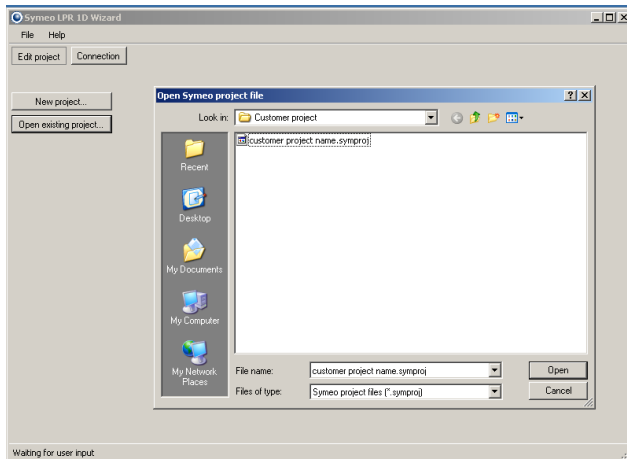 Symeo LPR 1D Wizard
File Help
Edit project Connection
New project...
Open existing project...
Open Symeo project file
Look in: Customer project
customer project name.symproj
Recent
Desktop
My Documents
My Computer
My Network
Places
File name: customer project name.symproj Open
Files of type: Symeo project files (*.symproj) Cancel
Waiting for user input